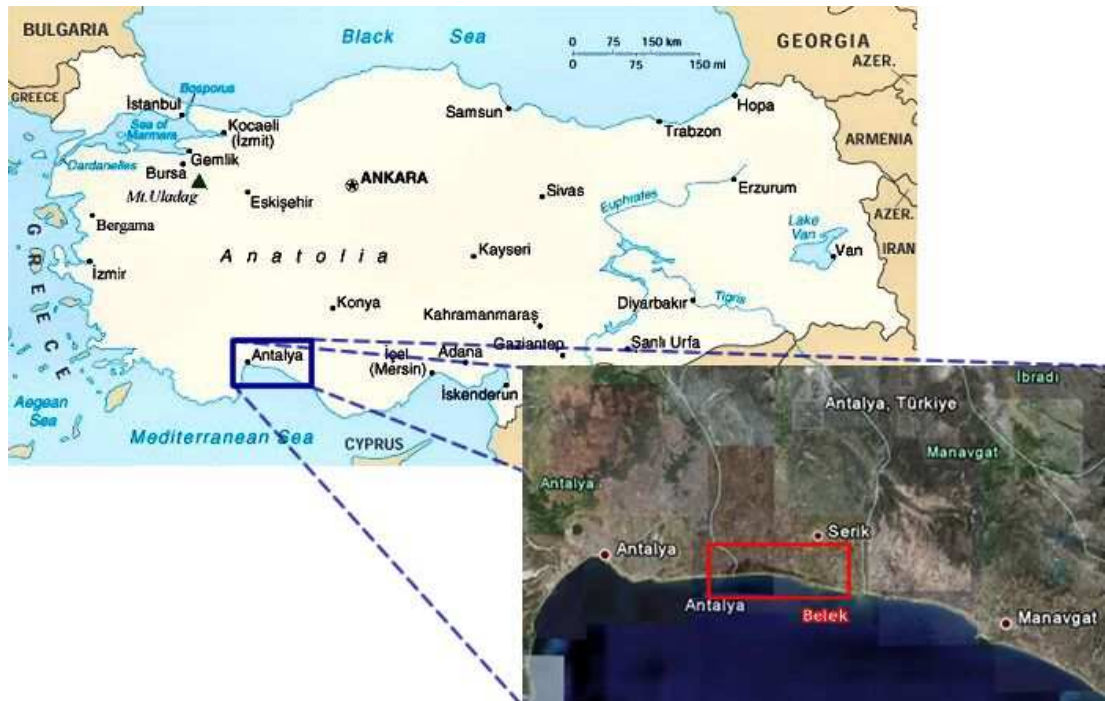 BULGARIA
Black Sea
0 75 150 km
0 75 150 mi
GEORGIA
AZER.
GREECE
Bosporus
İstanbul
Sea of
Marmara
Kocaeli
(İzmit)
Samsun
Hopa
Trabzon
ARMENIA
Dardanelles
Gemlik
Bursa
Mt. Uladag
ANKARA
Eskişehir
Sivas
Euphrates
Erzurum
AZER.
Lake
Van
IRAN
Van
Bergama
GREECE
Anatolia
Kayseri
İzmir
Konya
Diyarbakır
Tigris
Kahramanmaraş
Gaziantep
Sanlı Urfa
Antalya
İçel
(Mersin)
Adana
İskenderun
Aegean
Sea
Mediterranean Sea
CYPRUS
İbradı
Antalya, Türkiye
Manavgat
Antalya
Serik
Antalya
Antalya
Belek
Manavgat